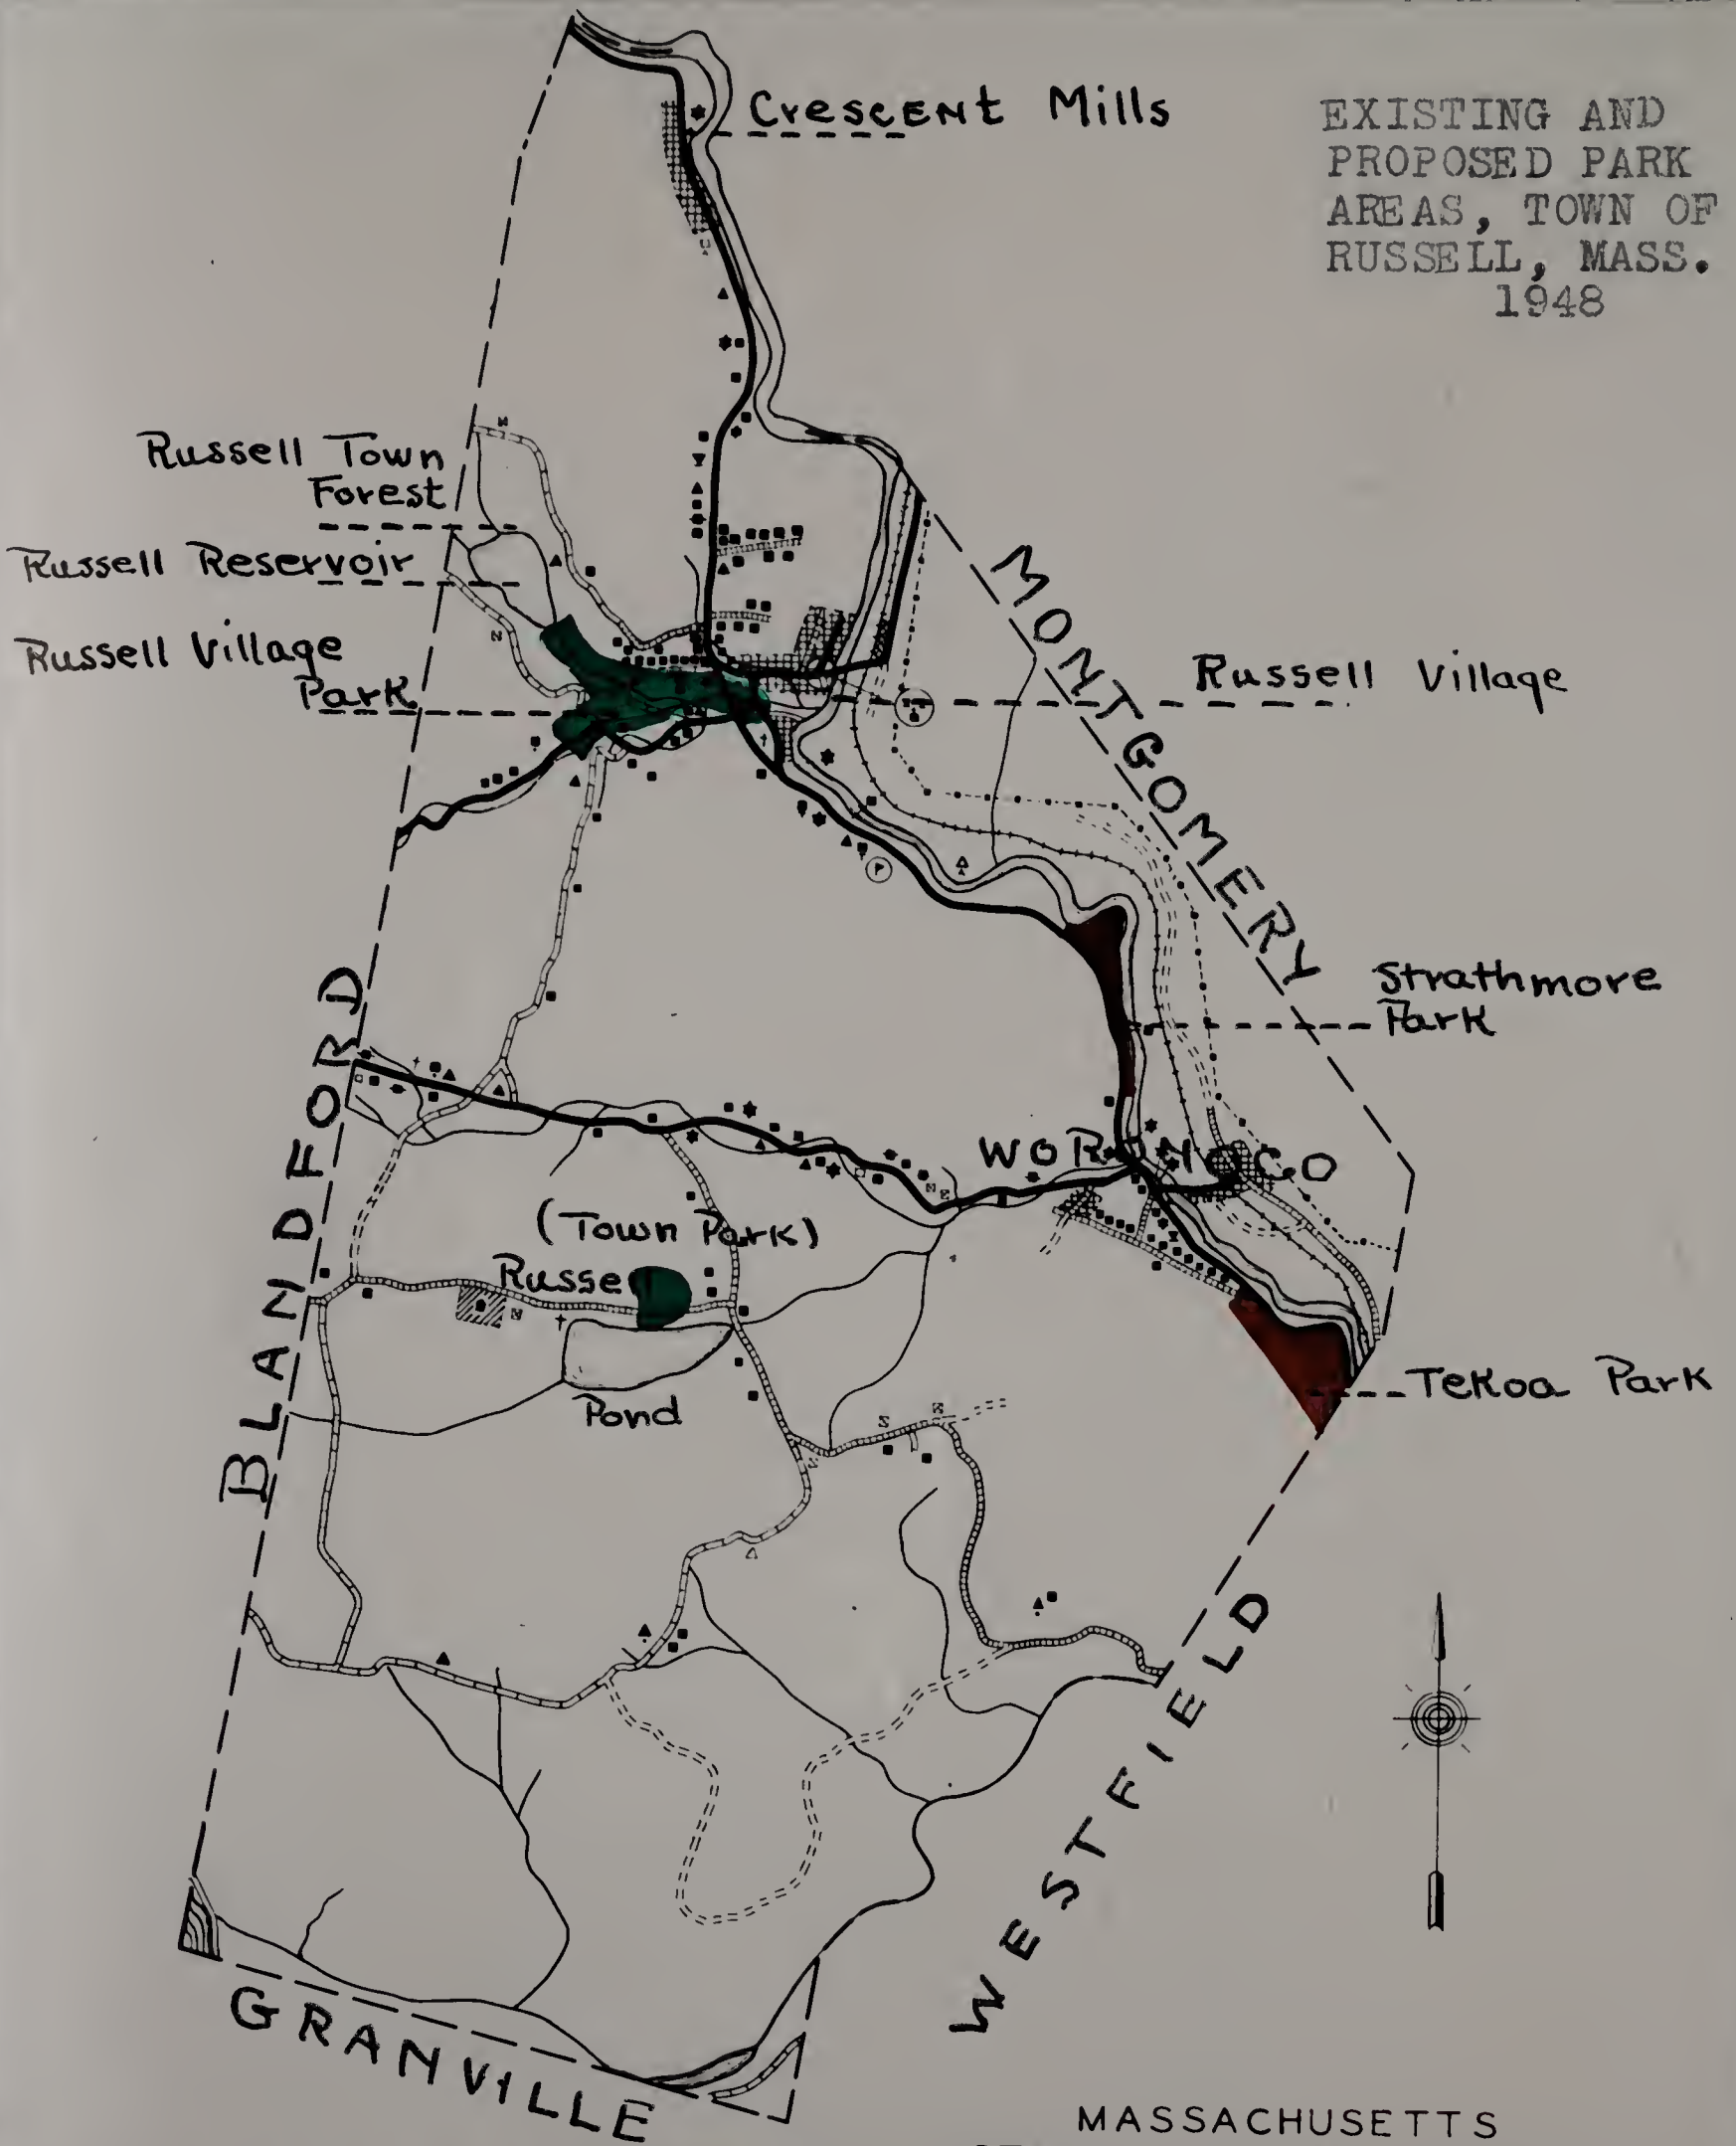 Crescent Mills
EXISTING AND
PROPOSED PARK
AREAS, TOWN OF
RUSSELL, MASS.
1948
Russell Town
Forest
Russell Reservoir
Russell Village
Park
MONTGOMERY
Russell Village
P
Strathmore
Park
BLANDFORD
WORONOCO
(Town Park)
Russell
Pond
Tekoa Park
WESTFIELD
GRANVILLE
MASSACHUSETTS